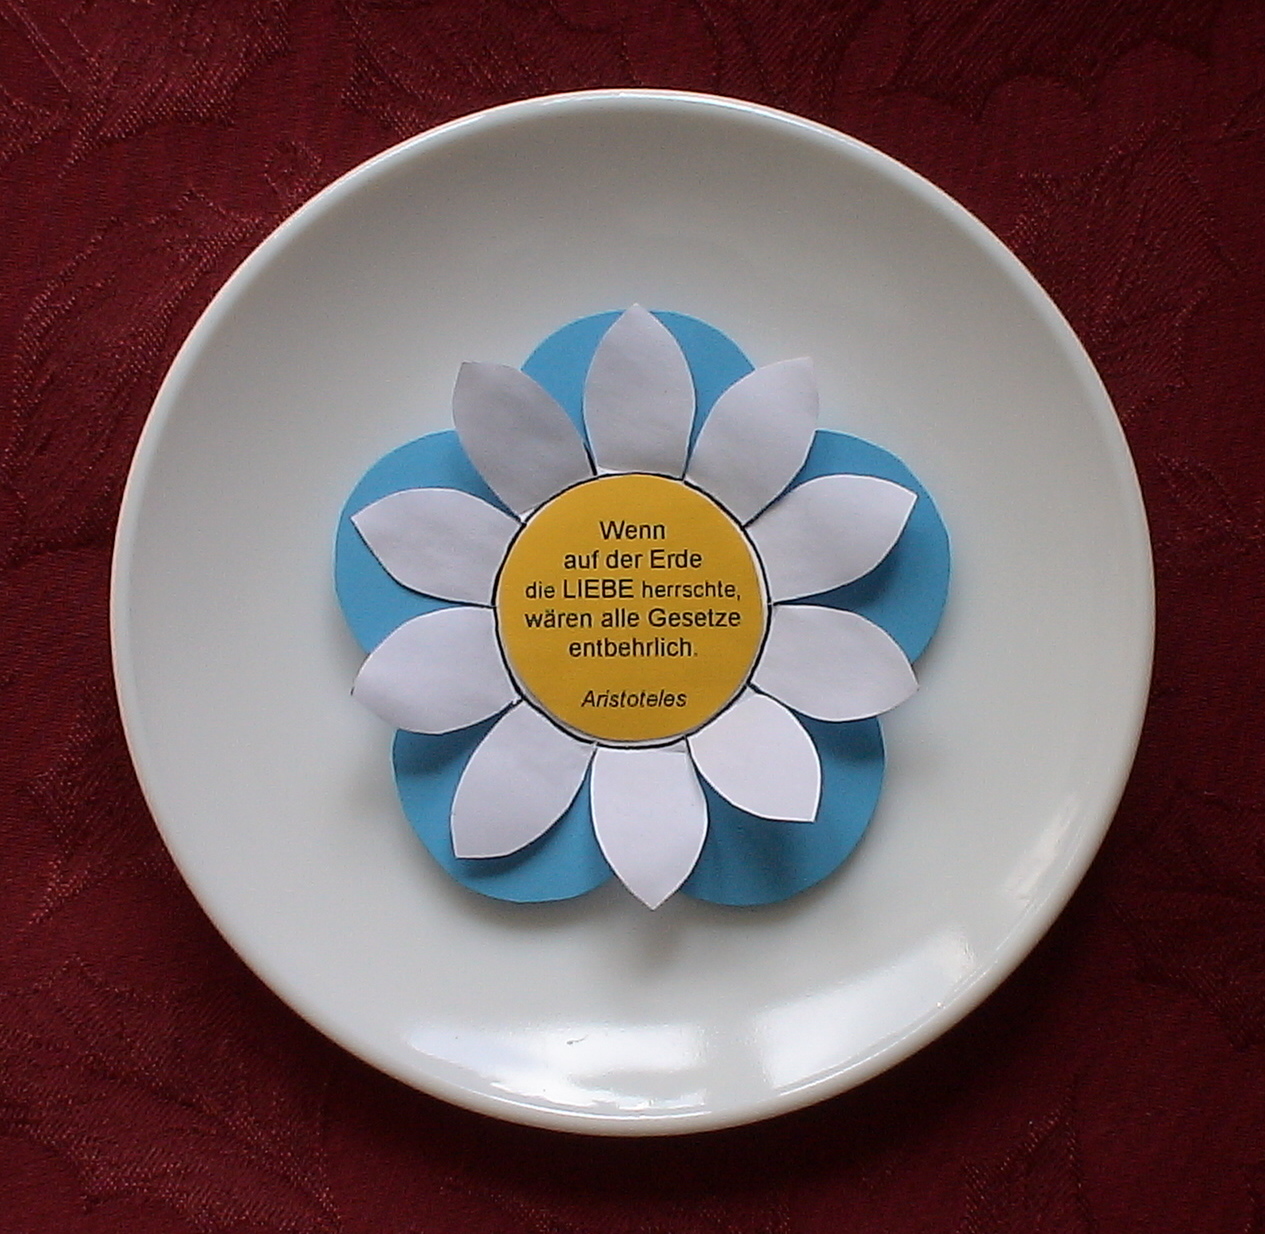 Wenn
auf der Erde
die LIEBE herrschte,
wären alle Gesetze
entbehrlich.
Aristoteles